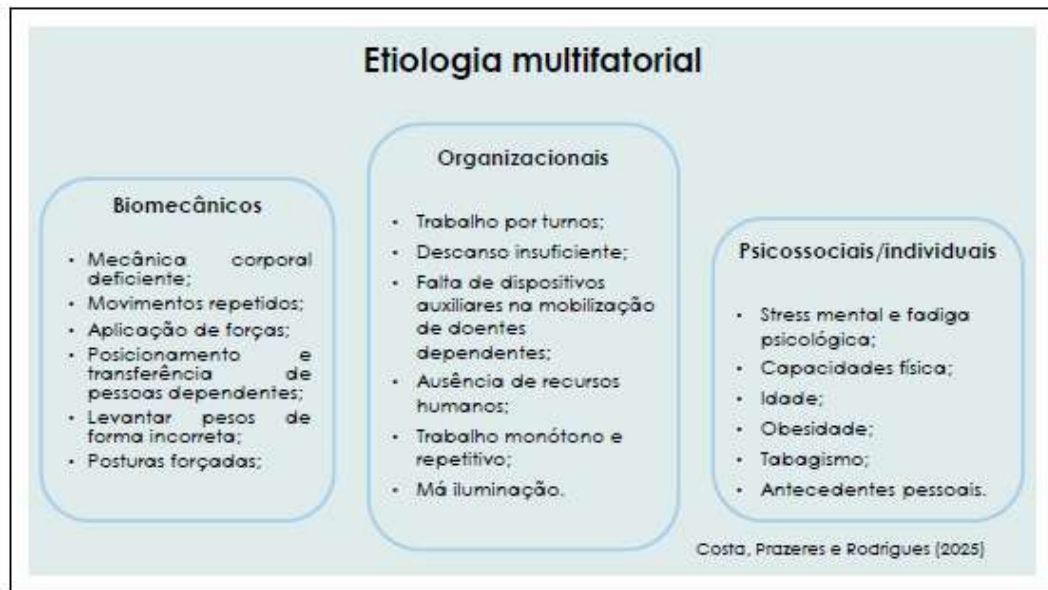 Etiologia multifatorial
Biomecânicos
• Mecânica corporal
deficiente;
• Movimentos repetidos;
• Aplicação de forças;
• Posicionamento e
transferência de
pessoas dependentes;
• Levantar pesos de
forma incorreta;
• Posturas forçadas;
Organizacionais
• Trabalho por turnos;
• Descanso insuficiente;
• Falta de dispositivos
auxiliares na mobilização
de doentes
dependentes;
• Ausência de recursos
humanos;
• Trabalho monótono e
repetitivo;
• Má iluminação.
Psicossociais/individuais
• Stress mental e fadiga
psicológica;
• Capacidades física;
• Idade;
• Obesidade;
• Tabagismo;
• Antecedentes pessoais.
Costa, Prazeres e Rodrigues (2025)